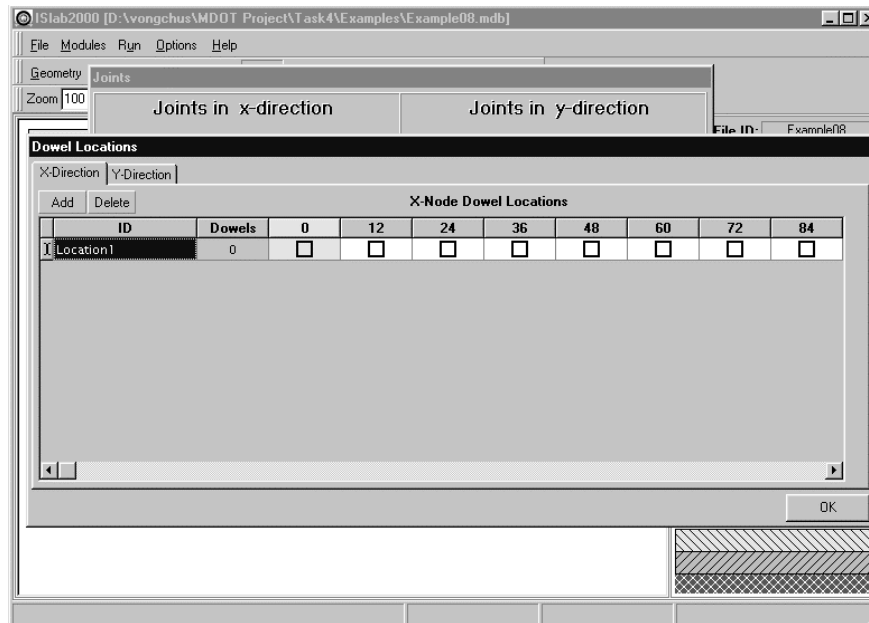 ISlab2000 [D:\vongchus\MDOT Project\Task4\Examples\Example08.mdb]
File Modules Run Options Help
Geometry
Joints
Zoom 100
Joints in x-direction Joints in y-direction
File ID: Example08
Dowel Locations
X-Direction Y-Direction
Add Delete X-Node Dowel Locations
ID Dowels 0 12 24 36 48 60 72 84
Location1 0
OK